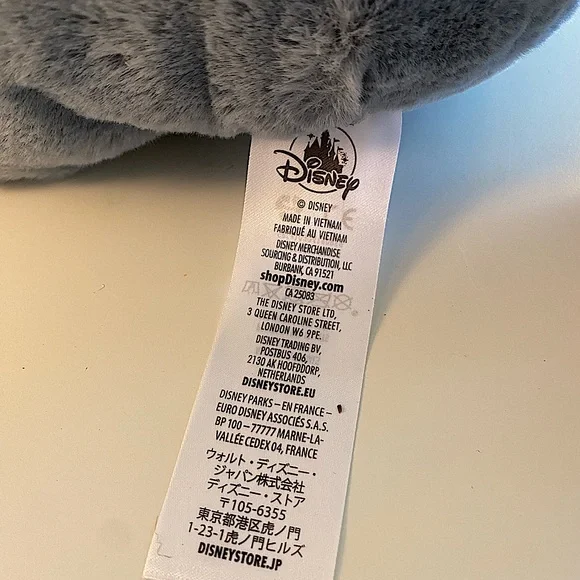 DISNEY
© DISNEY
MADE IN VIETNAM
FABRIQUÉ AU VIETNAM
DISNEY MERCHANDISE
SOURCING & DISTRIBUTION, LLC
BURBANK, CA 91521
shopDisney.com
CA 25083
THE DISNEY STORE LTD,
3 QUEEN CAROLINE STREET,
LONDON W6 9PE.
DISNEY TRADING BV,
POSTBUS 406,
2130 AK HOOFDDORP,
NETHERLANDS
DISNEYSTORE.EU
DISNEY PARKS – EN FRANCE –
EURO DISNEY ASSOCIÉS S.A.S.
BP 100 – 77777 MARNE-LA-
VALLÉE CEDEX 04, FRANCE
ウォルト・ディズニー・
ジャパン株式会社
ディズニー・ストア
〒105-6355
東京都港区虎ノ門
1-23-1虎ノ門ヒルズ
DISNEYSTORE.JP